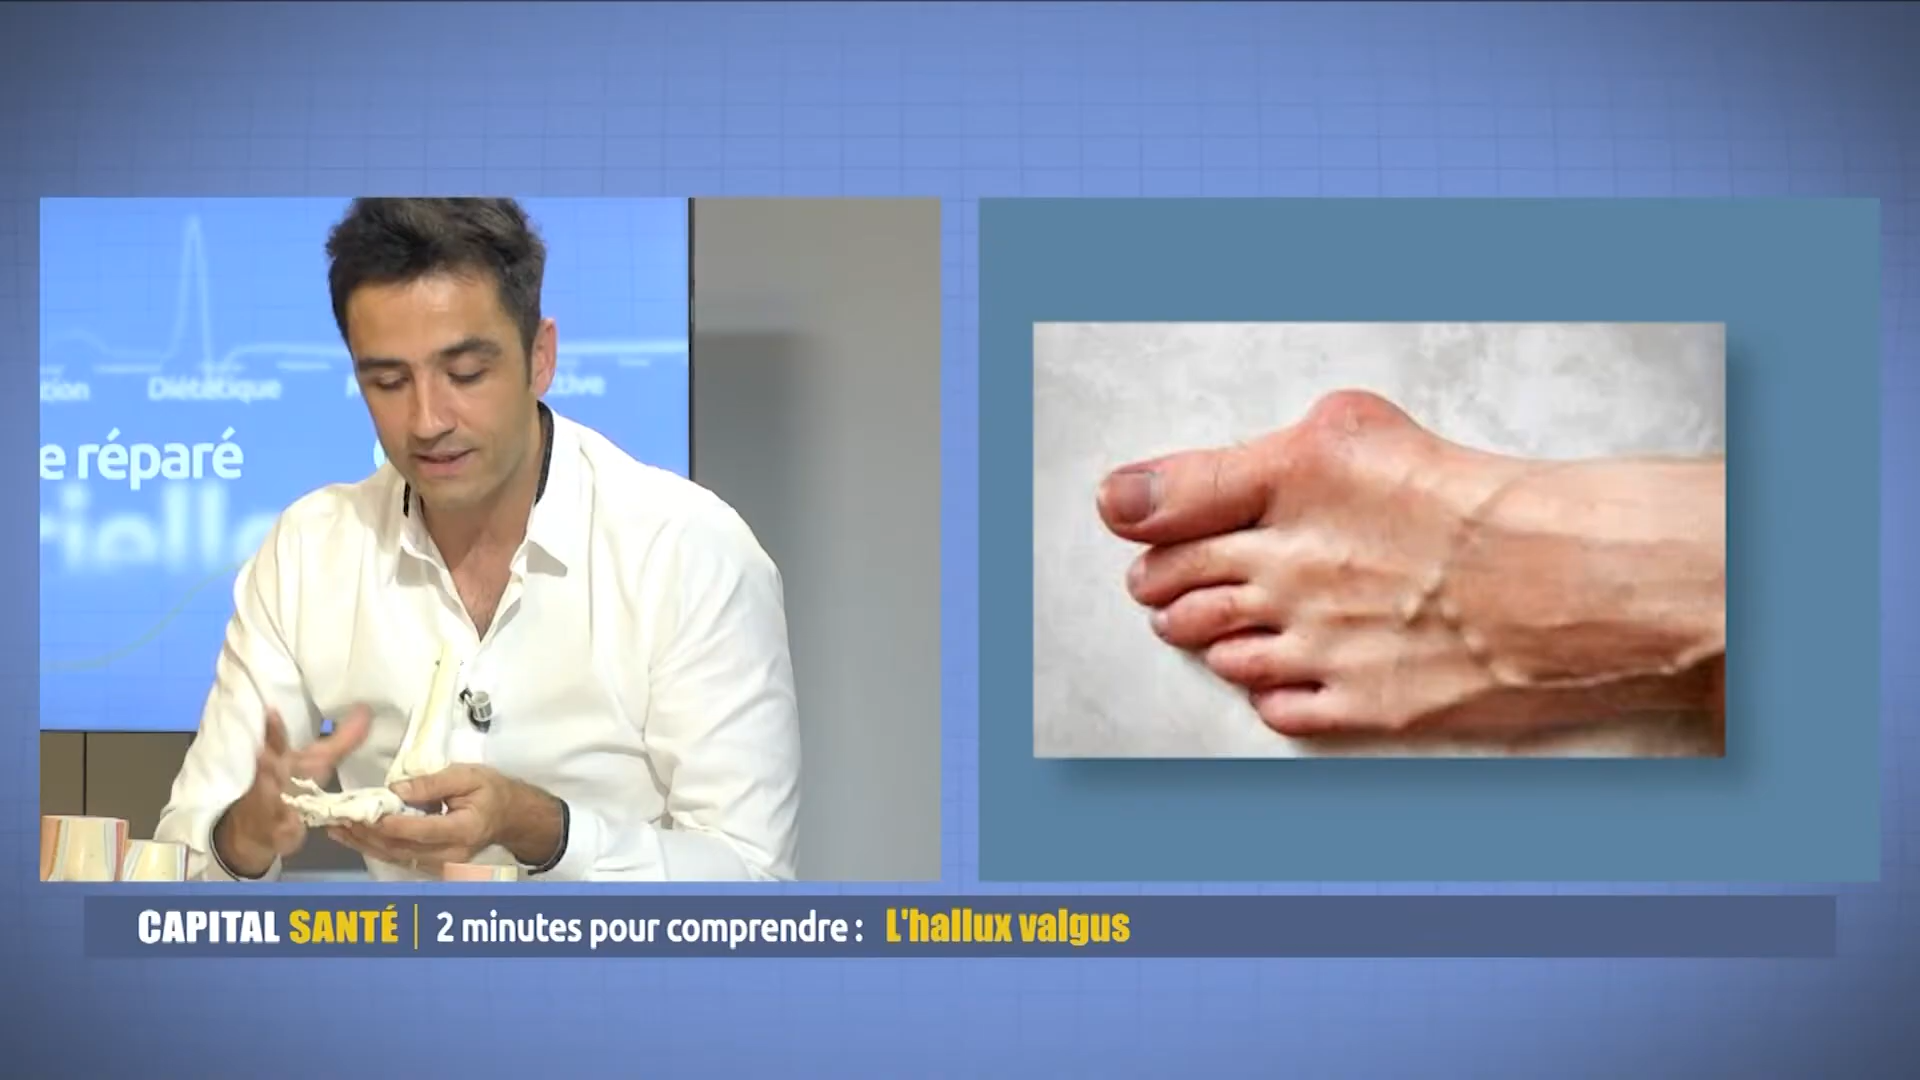 Diététique
e réparé
CAPITAL SANTÉ | 2 minutes pour comprendre : L'hallux valgus